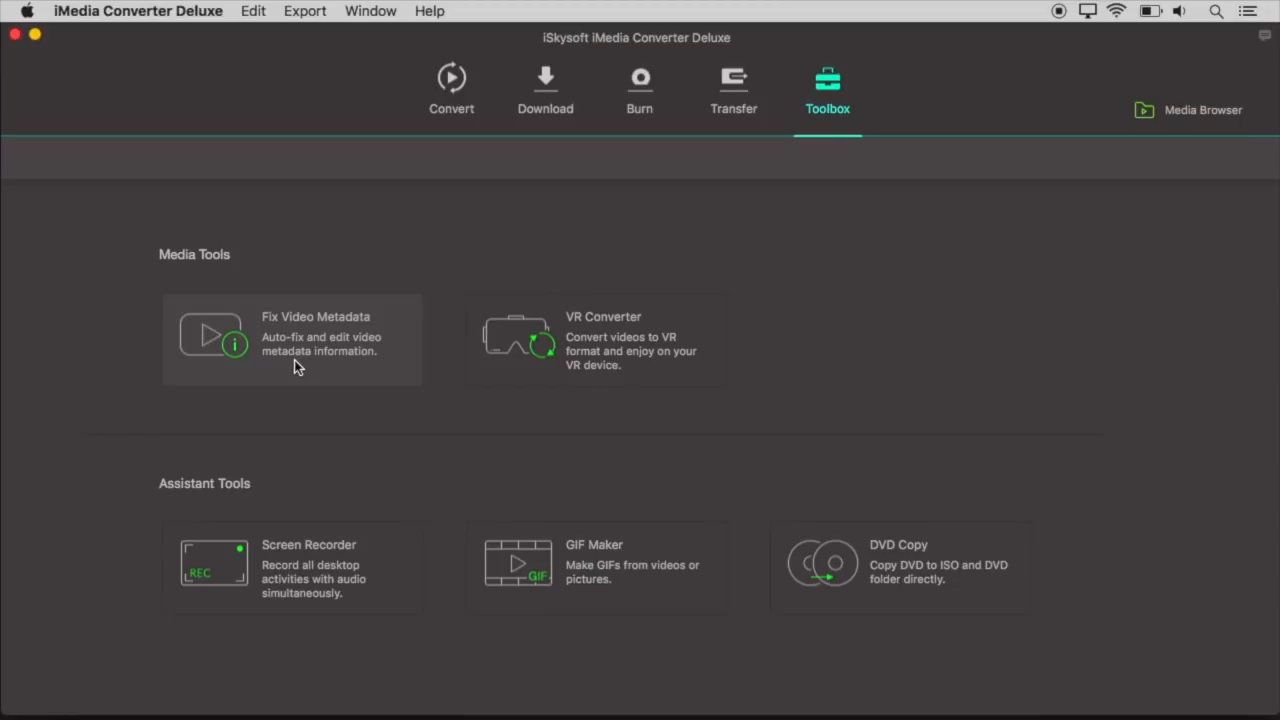 iMedia Converter Deluxe Edit Export Window Help
iSkysoft iMedia Converter Deluxe
Convert Download Burn Transfer Toolbox
Media Browser
Media Tools
Fix Video Metadata
Auto-fix and edit video
metadata information.
VR Converter
Convert videos to VR
format and enjoy on your
VR device.
Assistant Tools
REC
Screen Recorder
Record all desktop
activities with audio
simultaneously.
GIF
GIF Maker
Make GIFs from videos or
pictures.
DVD Copy
Copy DVD to ISO and DVD
folder directly.